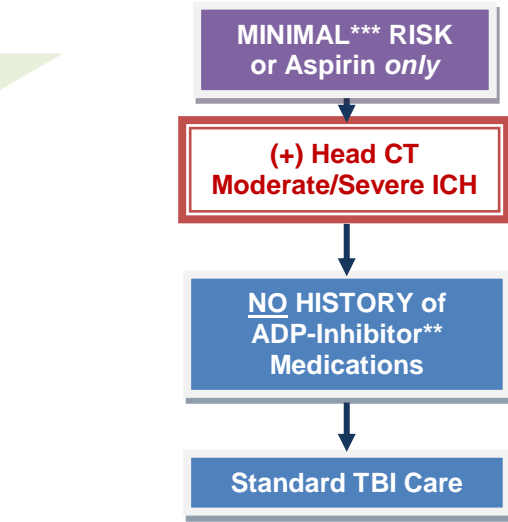 MINIMAL*** RISK
or Aspirin only
(+) Head CT
Moderate/Severe ICH
NO HISTORY of
ADP-Inhibitor**
Medications
Standard TBI Care